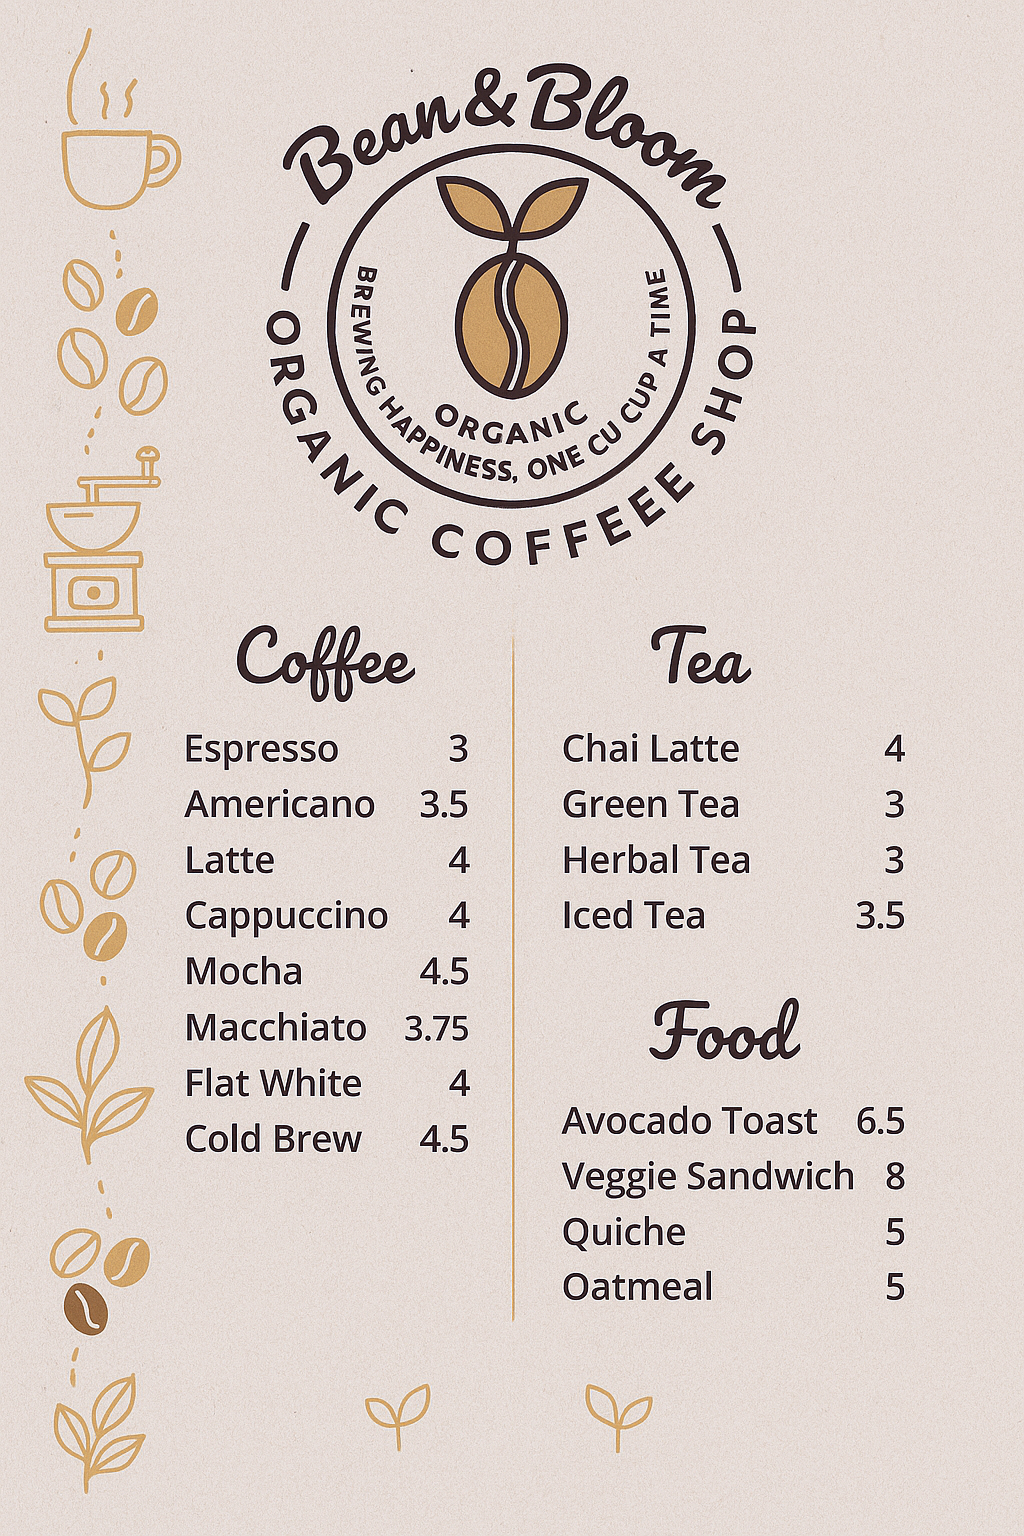 Bean & Bloom
ORGANIC
BREWING HAPPINESS, ONE CU CUP A TIME
ORGANIC COFFEEE SHOP
Coffee
Espresso 3
Americano 3.5
Latte 4
Cappuccino 4
Mocha 4.5
Macchiato 3.75
Flat White 4
Cold Brew 4.5
Tea
Chai Latte 4
Green Tea 3
Herbal Tea 3
Iced Tea 3.5
Food
Avocado Toast 6.5
Veggie Sandwich 8
Quiche 5
Oatmeal 5